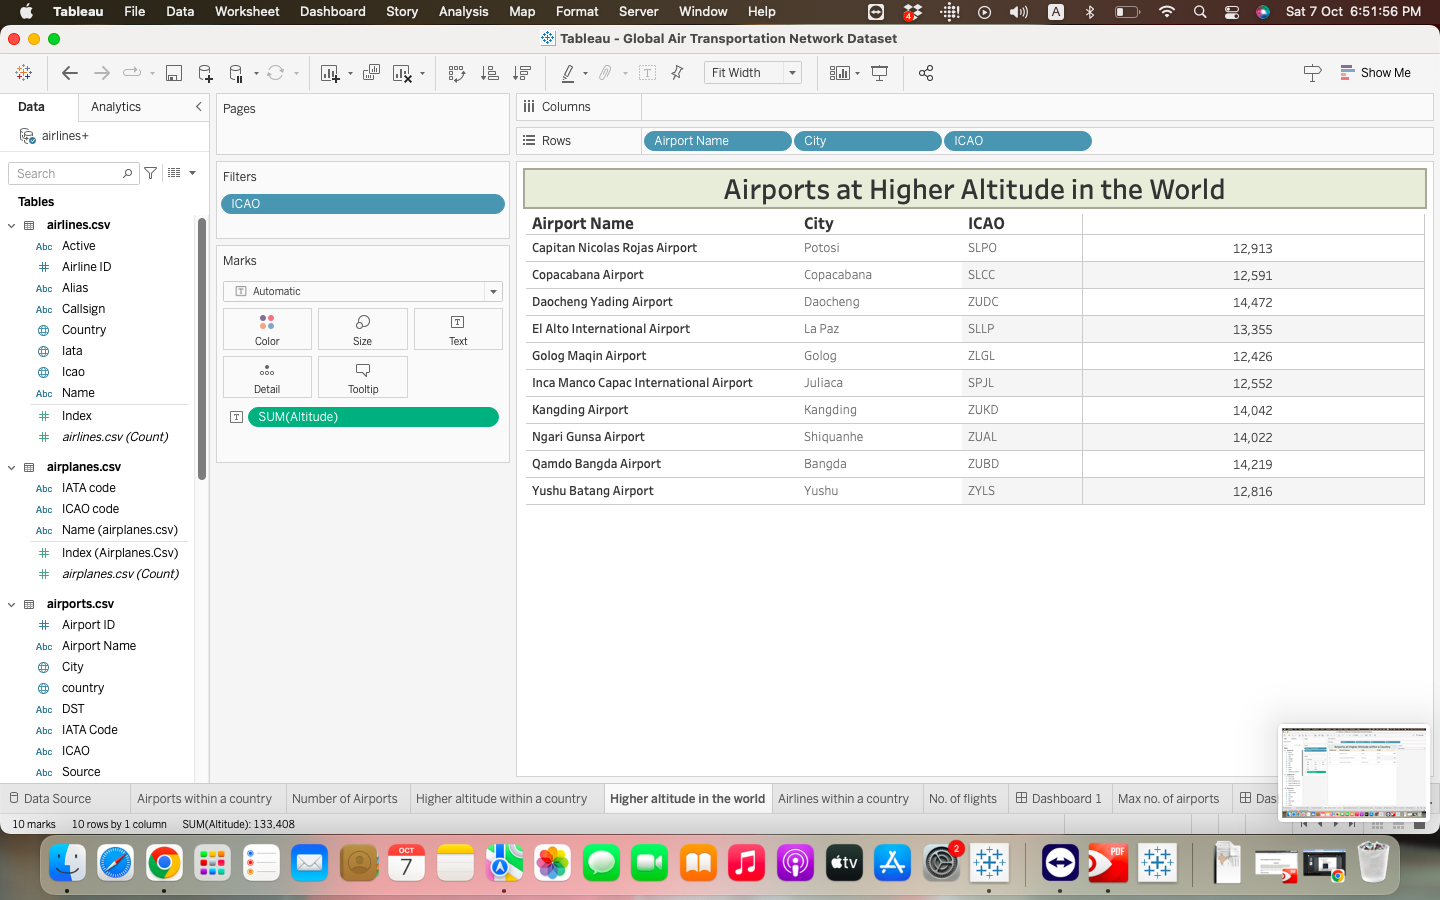 Tableau File Data Worksheet Dashboard Story Analysis Map Format Server Window Help 4 A Sat 7 Oct 6:51:56 PM
Tableau - Global Air Transportation Network Dataset
Fit Width Show Me
Data Analytics
airlines+
Search
Tables
airlines.csv
Abc Active
Airline ID
Abc Alias
Abc Callsign
Country
Iata
Icao
Abc Name
Index
airlines.csv (Count)
airplanes.csv
Abc IATA code
Abc ICAO code
Abc Name (airplanes.csv)
Index (Airplanes.Csv)
airplanes.csv (Count)
airports.csv
Airport ID
Abc Airport Name
City
country
Abc DST
Abc IATA Code
Abc ICAO
Abc Source
Pages
Filters
ICAO
Marks
Automatic
Color Size Text
Detail Tooltip
SUM(Altitude)
Columns
Rows Airport Name City ICAO
Airports at Higher Altitude in the World
Airport Name City ICAO
Capitan Nicolas Rojas Airport Potosi SLPO 12,913
Copacabana Airport Copacabana SLCC 12,591
Daocheng Yading Airport Daocheng ZUDC 14,472
El Alto International Airport La Paz SLLP 13,355
Golog Maqin Airport Golog ZLGL 12,426
Inca Manco Capac International Airport Juliaca SPJL 12,552
Kangding Airport Kangding ZUKD 14,042
Ngari Gunsa Airport Shiquanhe ZUAL 14,022
Qamdo Bangda Airport Bangda ZUBD 14,219
Yushu Batang Airport Yushu ZYLS 12,816
Data Source Airports within a country Number of Airports Higher altitude within a country Higher altitude in the world Airlines within a country No. of flights Dashboard 1 Max no. of airports Das
10 marks 10 rows by 1 column SUM(Altitude): 133,408
OCT
7
tv
2
PDF